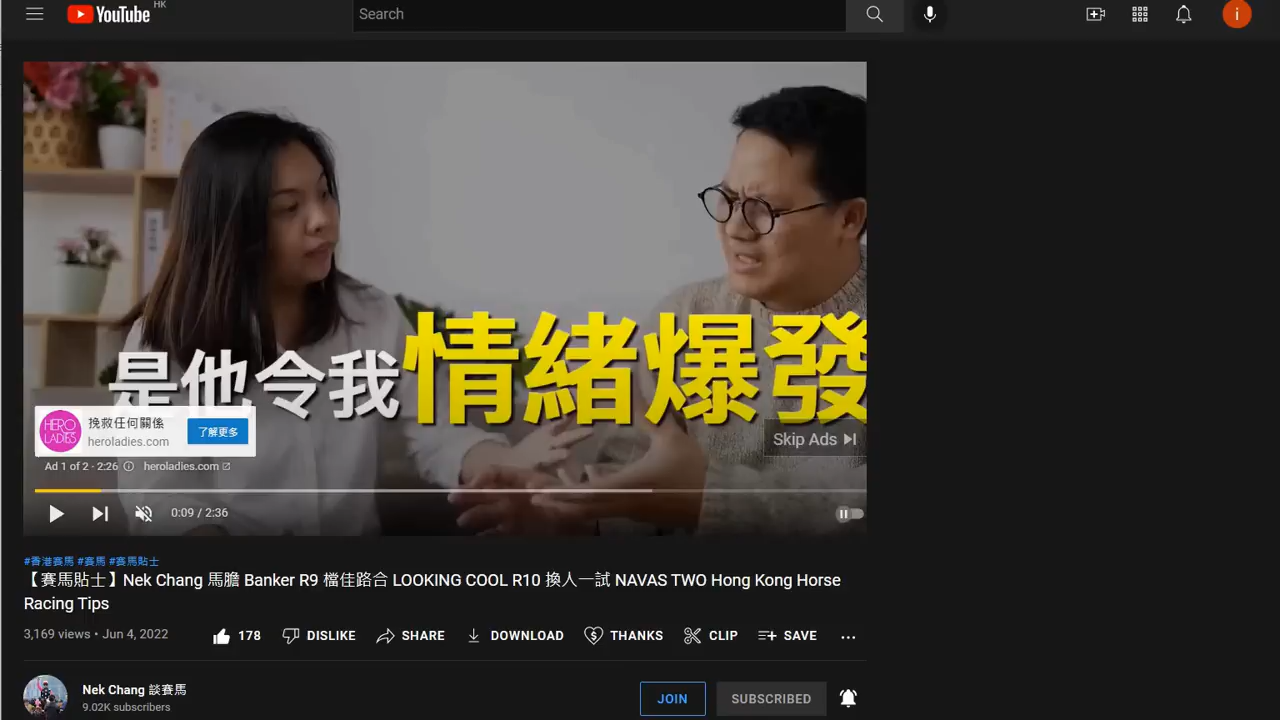 YouTube HK
Search
i
是他令我情緒爆發
HERO LADIES
挽救任何關係
heroladies.com
了解更多
Skip Ads
Ad 1 of 2 · 2:26 heroladies.com
0:09 / 2:36
#香港賽馬 #賽馬 #賽馬貼士
【賽馬貼士】Nek Chang 馬膽 Banker R9 檔佳路合 LOOKING COOL R10 換人一試 NAVAS TWO Hong Kong Horse
Racing Tips
3,169 views • Jun 4, 2022
178
DISLIKE
SHARE
DOWNLOAD
THANKS
CLIP
SAVE
Nek Chang 談賽馬
9.02K subscribers
JOIN
SUBSCRIBED